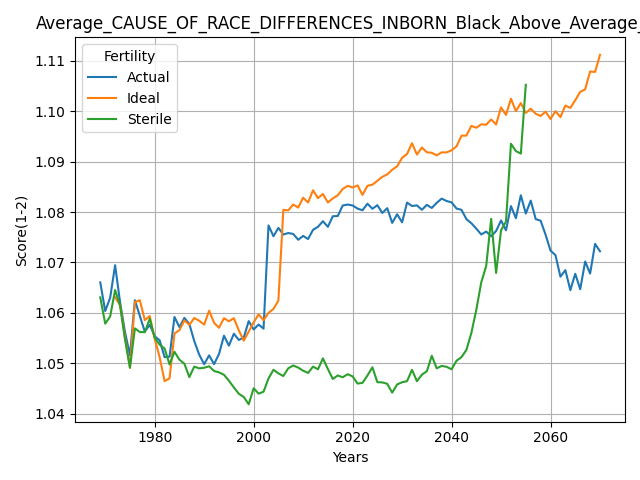 Average_CAUSE_OF_RACE_DIFFERENCES_INBORN_Black_Above_Average_
Fertility
Actual
Ideal
Sterile
1.11
1.10
1.09
1.08
1.07
1.06
1.05
1.04
Score(1-2)
1980
2000
2020
2040
2060
Years